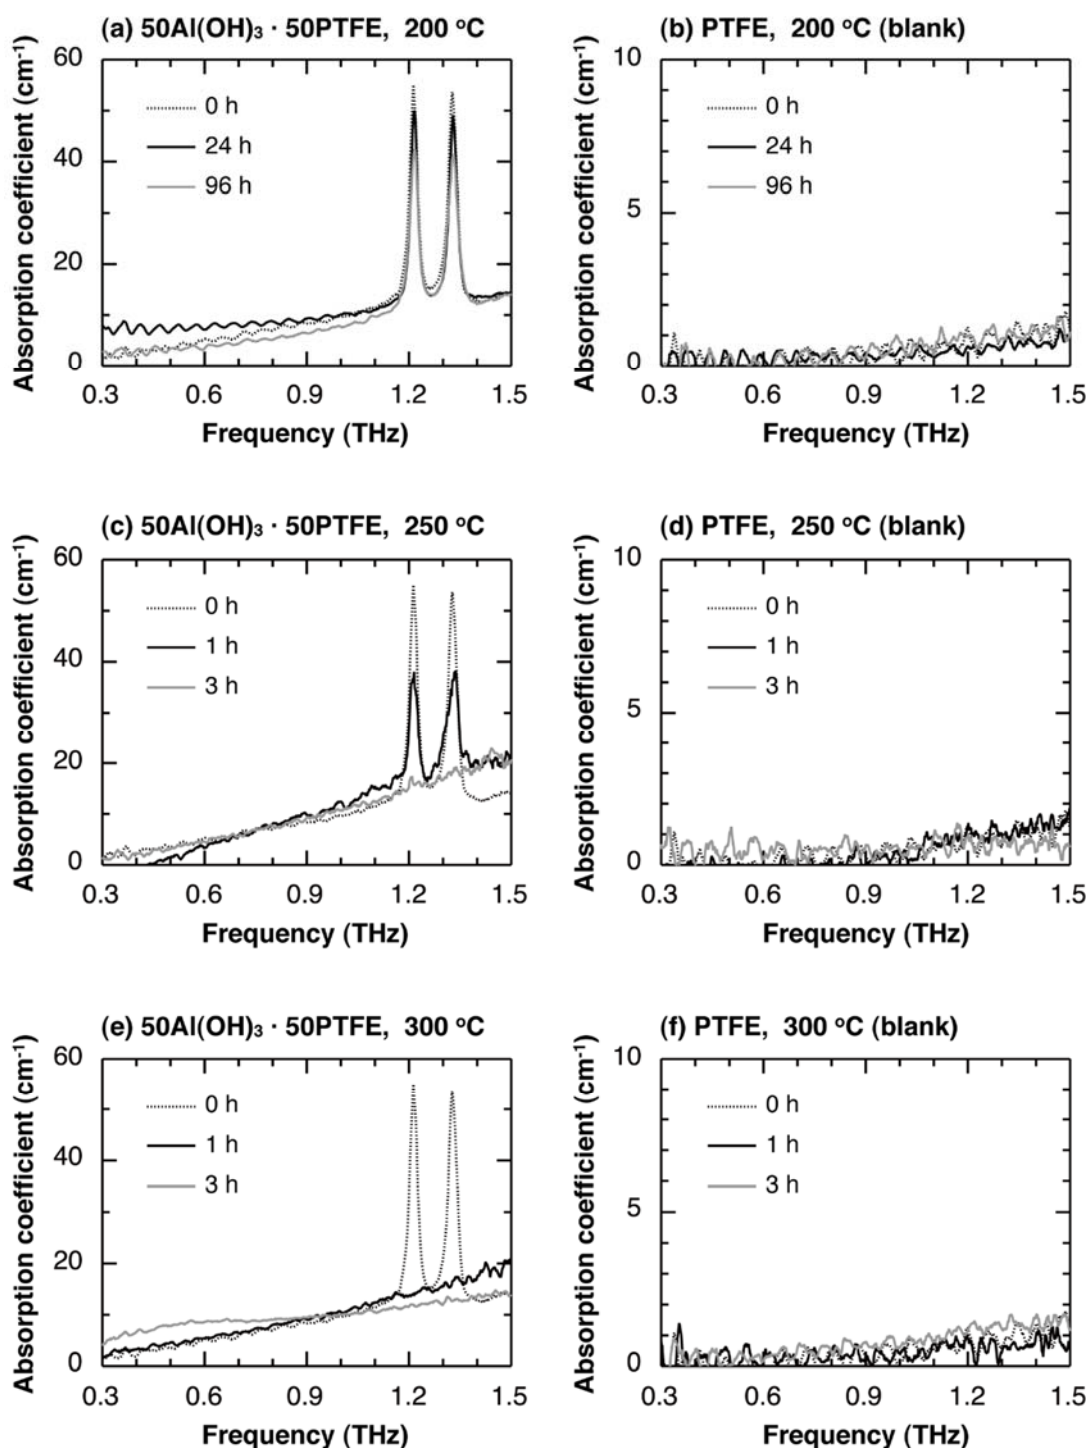 (a) 50Al(OH)₃ · 50PTFE, 200 ºC
Absorption coefficient (cm⁻¹)
60
40
20
0
0 h
24 h
96 h
0.3 0.6 0.9 1.2 1.5
Frequency (THz)
(b) PTFE, 200 ºC (blank)
Absorption coefficient (cm⁻¹)
10
5
0
0 h
24 h
96 h
0.3 0.6 0.9 1.2 1.5
Frequency (THz)
(c) 50Al(OH)₃ · 50PTFE, 250 ºC
Absorption coefficient (cm⁻¹)
60
40
20
0
0 h
1 h
3 h
0.3 0.6 0.9 1.2 1.5
Frequency (THz)
(d) PTFE, 250 ºC (blank)
Absorption coefficient (cm⁻¹)
10
5
0
0 h
1 h
3 h
0.3 0.6 0.9 1.2 1.5
Frequency (THz)
(e) 50Al(OH)₃ · 50PTFE, 300 ºC
Absorption coefficient (cm⁻¹)
60
40
20
0
0 h
1 h
3 h
0.3 0.6 0.9 1.2 1.5
Frequency (THz)
(f) PTFE, 300 ºC (blank)
Absorption coefficient (cm⁻¹)
10
5
0
0 h
1 h
3 h
0.3 0.6 0.9 1.2 1.5
Frequency (THz)